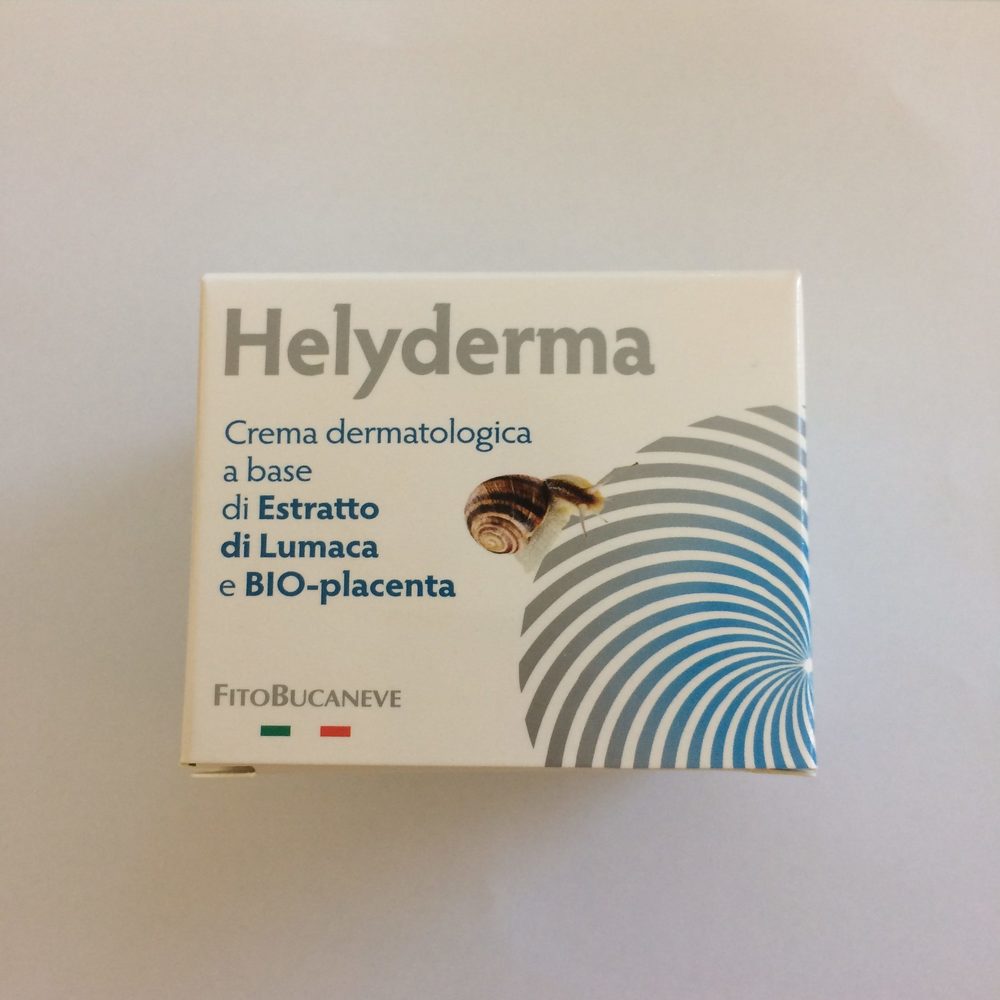 Helyderma
Crema dermatologica
a base
di Estratto
di Lumaca
e BIO-placenta
FITOBUCANEVE